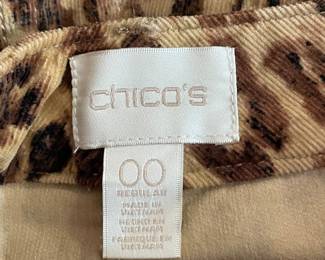 chico's
00
REGULAR
MADE IN
VIETNAM
HECHO EN
VIETNAM
FABRIQUÉ EN
VIETNAM